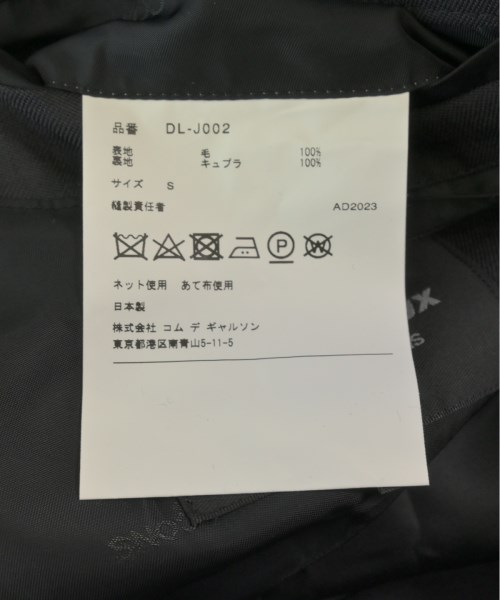 品番 DL-J002
表地 毛 100%
裏地 キュプラ 100%
サイズ S
縫製責任者 AD2023
P W
ネット使用 あて布使用
日本製
株式会社 コム デ ギャルソン
東京都港区南青山5-11-5